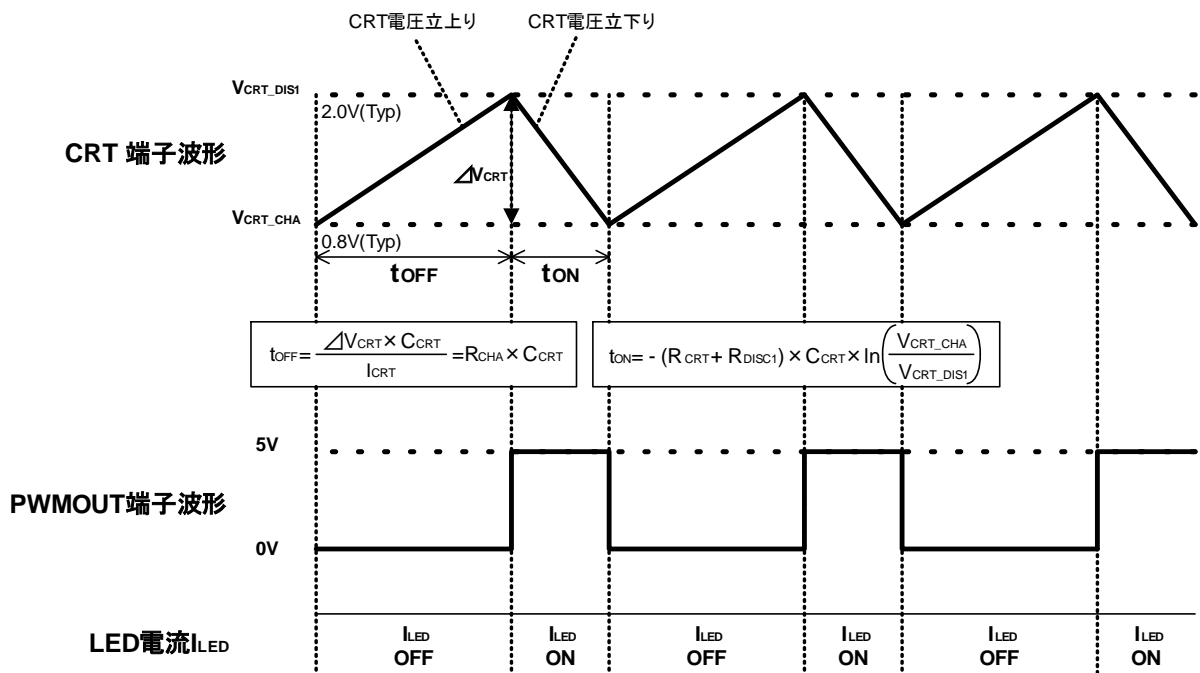 CRT電圧立上り
CRT電圧立下り
VCRT_DIS1
2.0V(Typ)
CRT 端子波形
⊿VCRT
VCRT_CHA
0.8V(Typ)
tOFF
tON
tOFF= ⊿VCRT × CCRT / ICRT =RCHA × CCRT
tON= - (RCRT+ RDISC1) × CCRT × ln(VCRT_CHA / VCRT_DIS1)
5V
PWMOUT端子波形
0V
LED電流ILED
ILED OFF
ILED ON
ILED OFF
ILED ON
ILED OFF
ILED ON